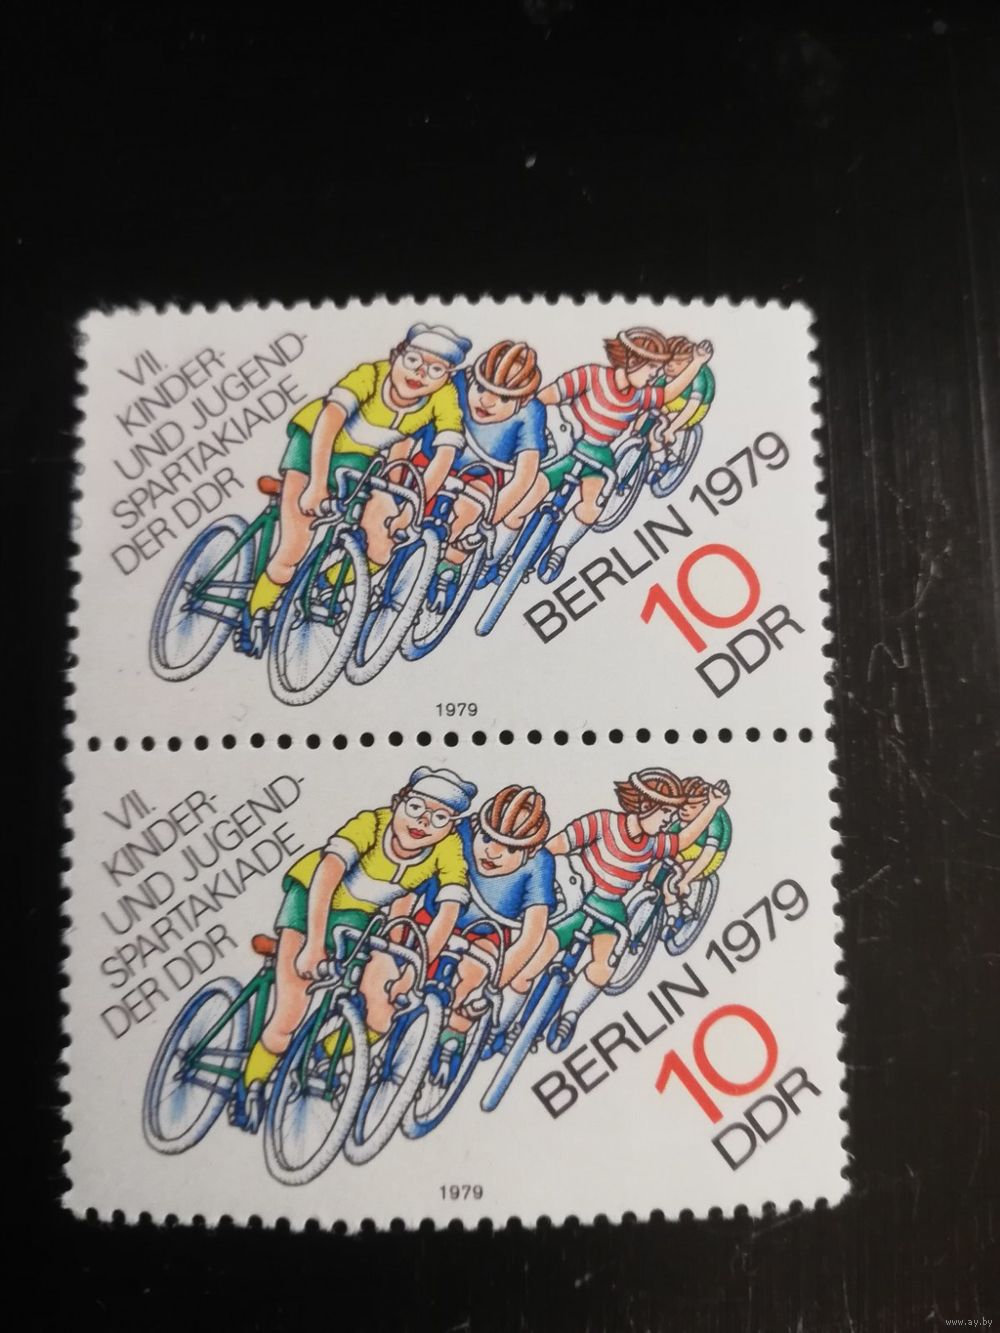 VII.
KINDER-
UND JUGEND-
SPARTAKIADE
DER DDR
BERLIN 1979
10
DDR
1979
VII.
KINDER-
UND JUGEND-
SPARTAKIADE
DER DDR
BERLIN 1979
10
DDR
1979
www.ay.by